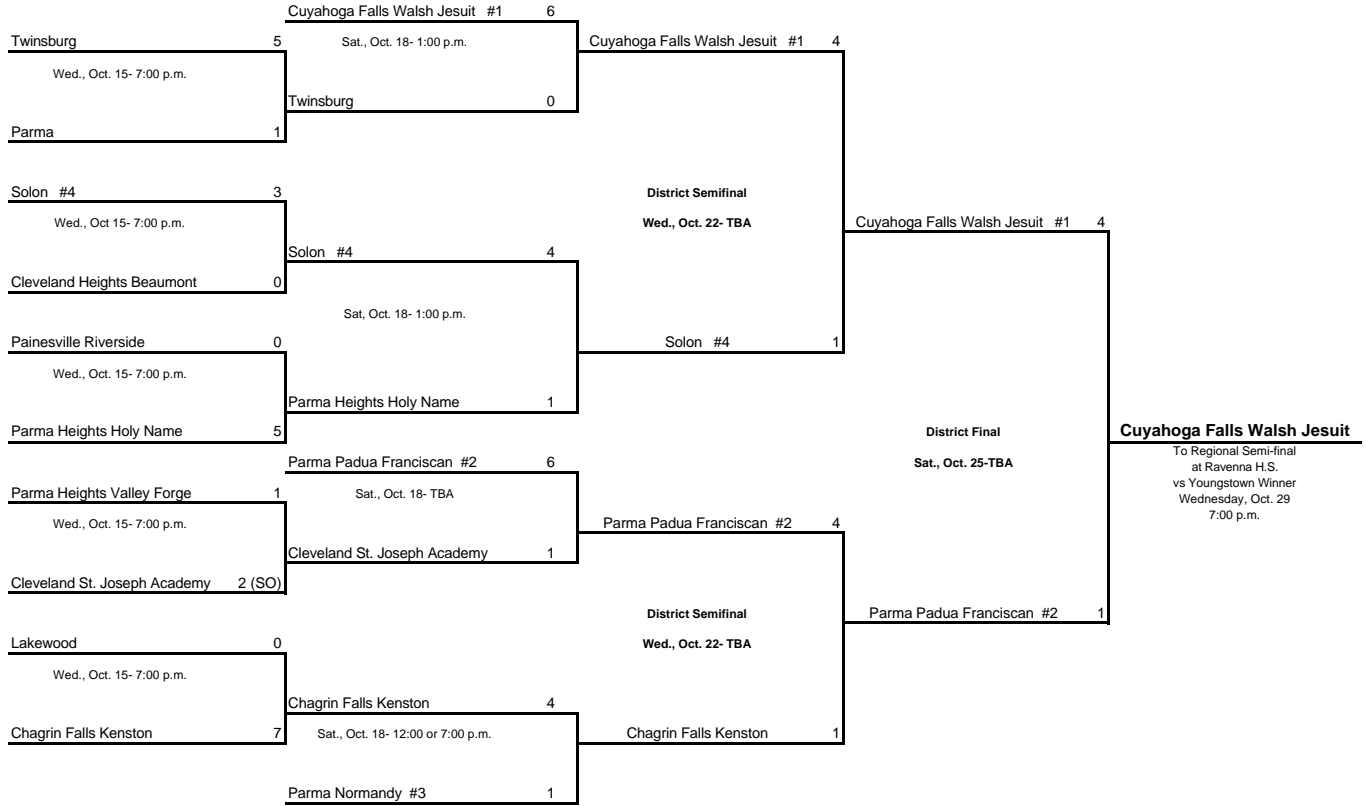 Cuyahoga Falls Walsh Jesuit #1 6
Twinsburg 5
Sat., Oct. 18- 1:00 p.m.
Cuyahoga Falls Walsh Jesuit #1 4
Wed., Oct. 15- 7:00 p.m.
Twinsburg 0
Parma 1
Solon #4 3
District Semifinal
Wed., Oct 15- 7:00 p.m.
Wed., Oct. 22- TBA
Cuyahoga Falls Walsh Jesuit #1 4
Solon #4 4
Cleveland Heights Beaumont 0
Sat, Oct. 18- 1:00 p.m.
Painesville Riverside 0
Solon #4 1
Wed., Oct. 15- 7:00 p.m.
Parma Heights Holy Name 1
Parma Heights Holy Name 5
District Final
Cuyahoga Falls Walsh Jesuit
To Regional Semi-final
at Ravenna H.S.
vs Youngstown Winner
Wednesday, Oct. 29
7:00 p.m.
Parma Padua Franciscan #2 6
Sat., Oct. 25-TBA
Parma Heights Valley Forge 1
Sat., Oct. 18- TBA
Wed., Oct. 15- 7:00 p.m.
Parma Padua Franciscan #2 4
Cleveland St. Joseph Academy 1
Cleveland St. Joseph Academy 2 (SO)
District Semifinal
Parma Padua Franciscan #2 1
Lakewood 0
Wed., Oct. 22- TBA
Wed., Oct. 15- 7:00 p.m.
Chagrin Falls Kenston 4
Chagrin Falls Kenston 7
Sat., Oct. 18- 12:00 or 7:00 p.m.
Chagrin Falls Kenston 1
Parma Normandy #3 1